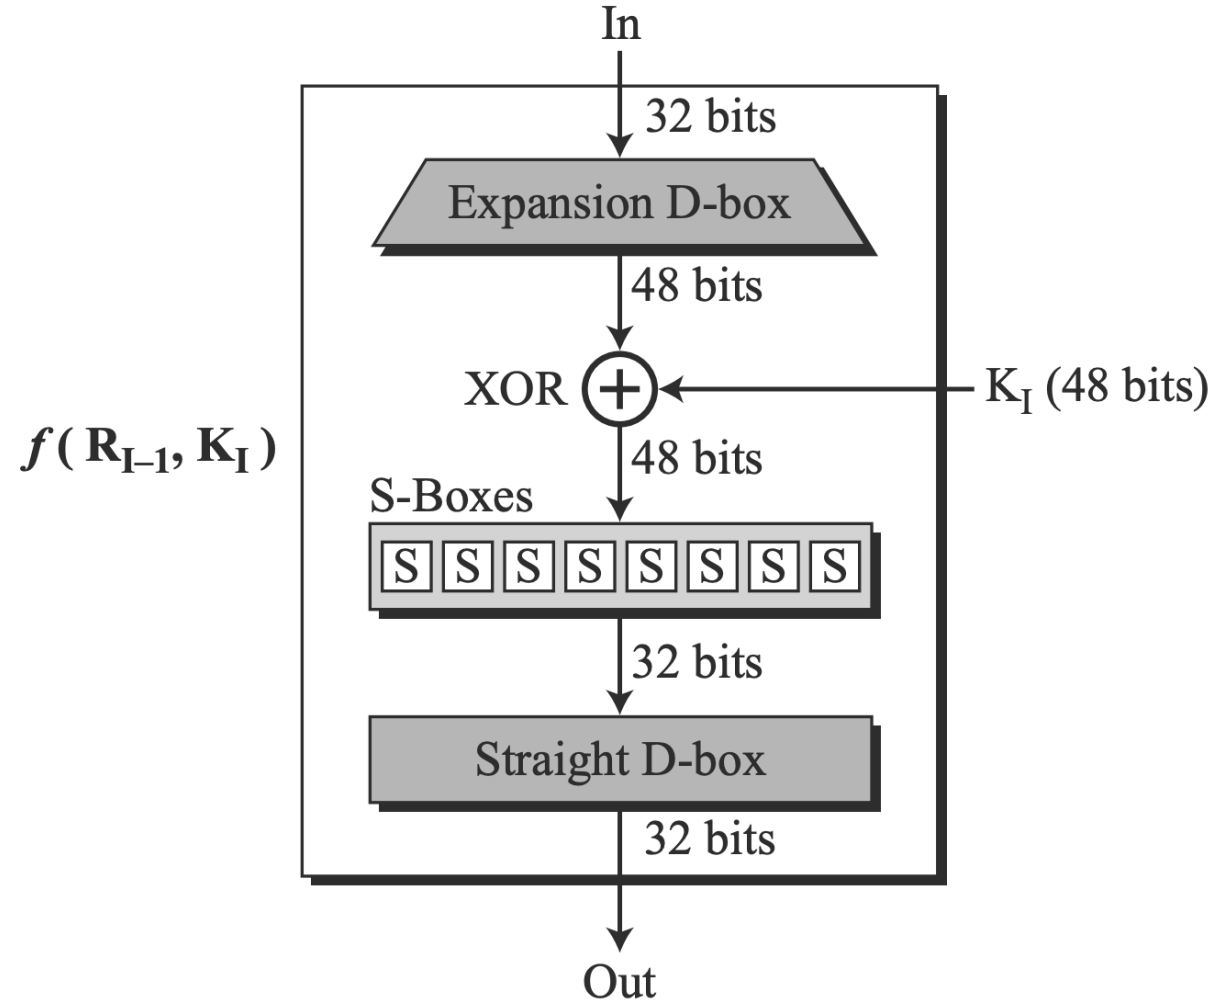 In
32 bits
Expansion D-box
48 bits
XOR
+
K_I (48 bits)
f ( R_I–1, K_I )
48 bits
S-Boxes
S S S S S S S S
32 bits
Straight D-box
32 bits
Out